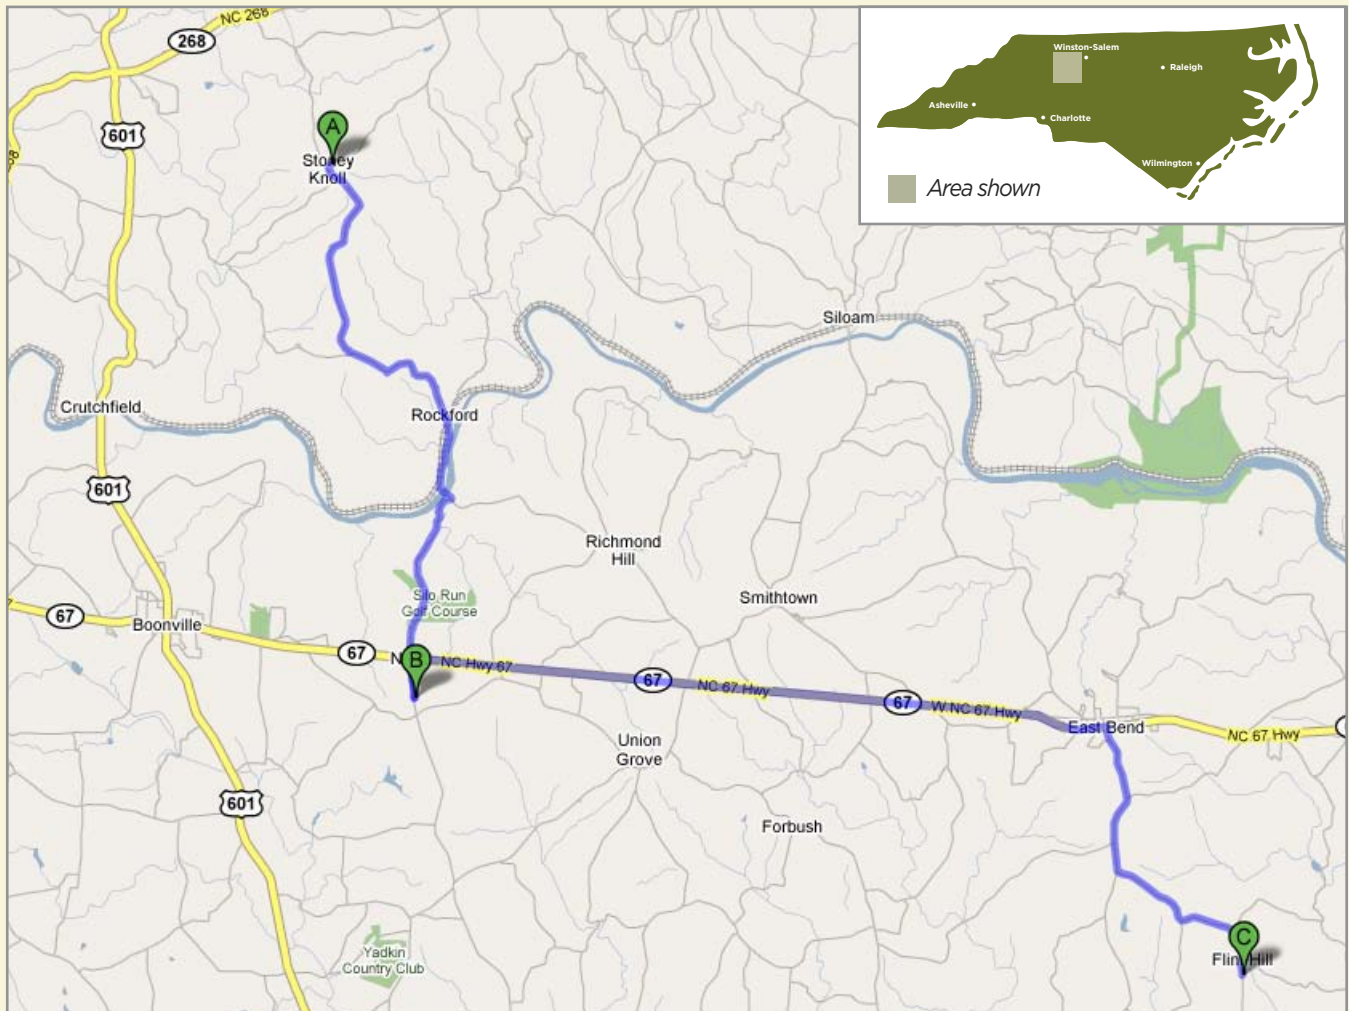 NC 268
268
601
A
Stoney
Knoll
Winston-Salem
Raleigh
Asheville
Charlotte
Wilmington
Area shown
Siloam
Crutchfield
Rockford
601
Richmond
Hill
Silo Run
Golf Course
Smithtown
67
Boonville
67
B
NC Hwy 67
67
NC 67 Hwy
67
W NC 67 Hwy
East Bend
NC 67 Hwy
Union
Grove
601
Forbush
Yadkin
Country Club
C
Flint Hill